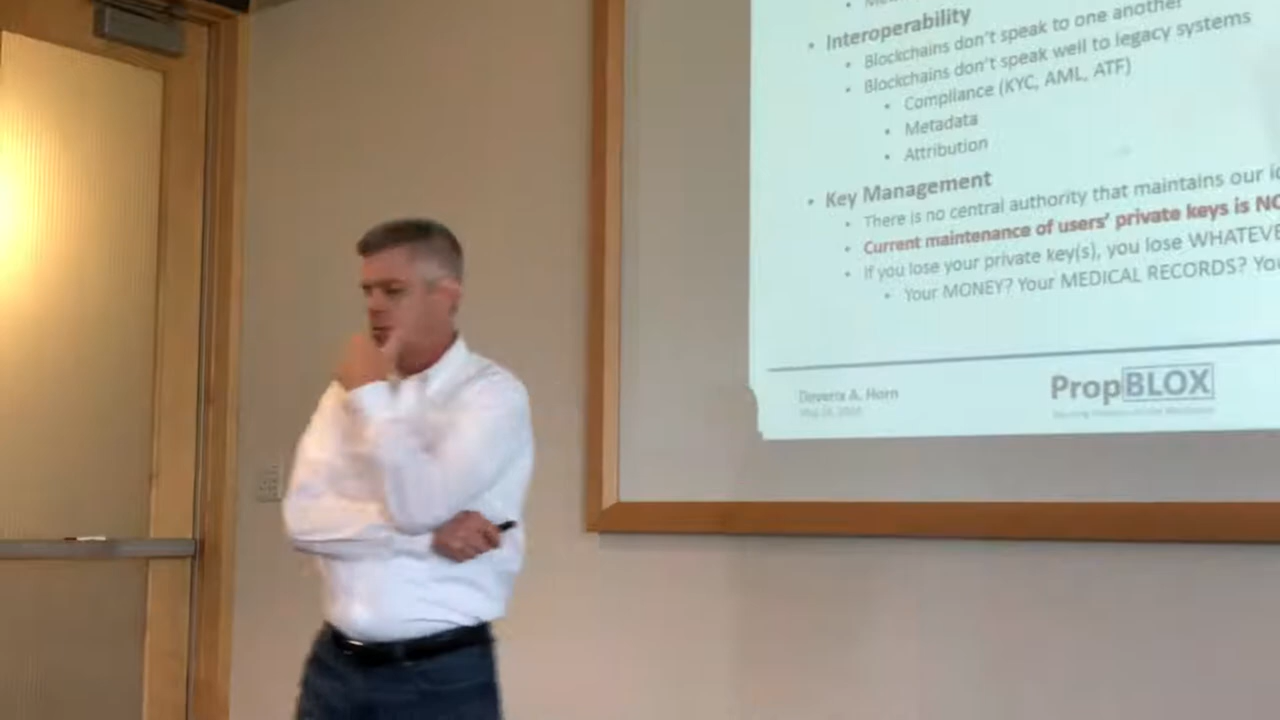 Interoperability
Blockchains don't speak to one another
Blockchains don't speak well to legacy systems
Compliance (KYC, AML, ATF)
Metadata
Attribution
Key Management
There is no central authority that maintains our
Current maintenance of users' private keys is
If you lose your private key(s), you lose
Your MONEY? Your MEDICAL RECORDS?
A. Horn
PropBLOX